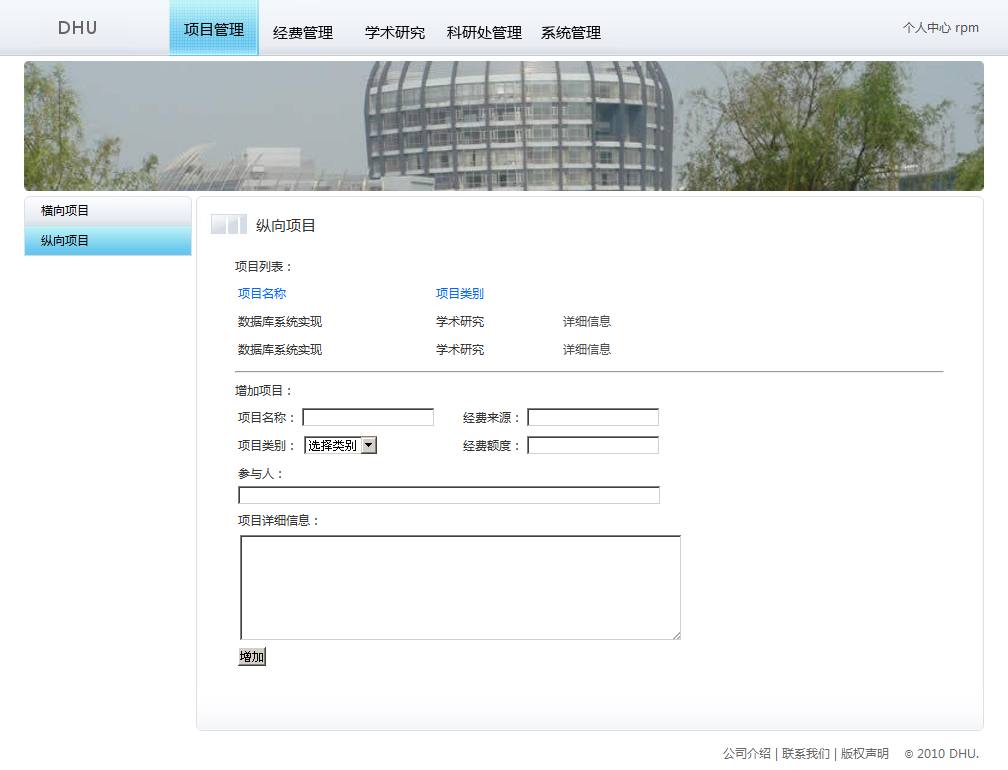 DHU 项目管理 经费管理 学术研究 科研处管理 系统管理 个人中心 rpm
横向项目
纵向项目
纵向项目
项目列表：
项目名称 项目类别
数据库系统实现 学术研究 详细信息
数据库系统实现 学术研究 详细信息
增加项目：
项目名称： 经费来源：
项目类别： 选择类别 经费额度：
参与人：
项目详细信息：
增加
公司介绍 | 联系我们 | 版权声明 © 2010 DHU.